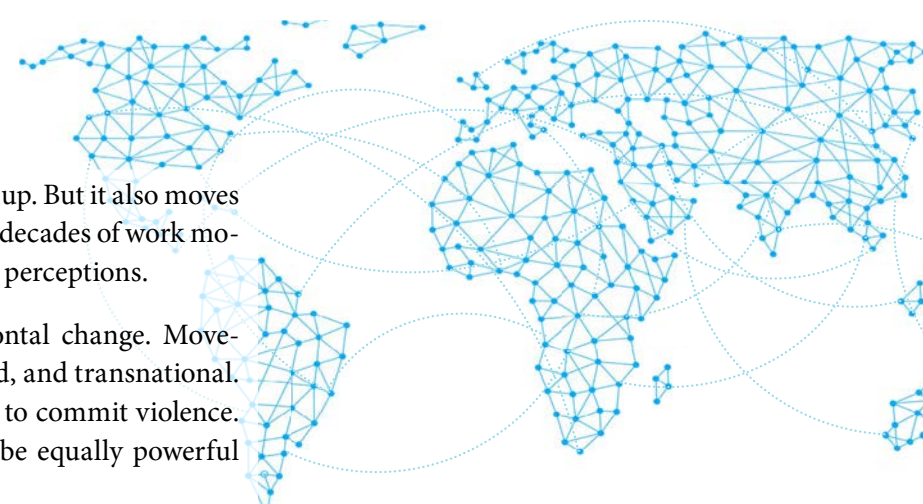 up. But it also moves
decades of work mo-
perceptions.
ontal change. Move-
d, and transnational.
to commit violence.
be equally powerful